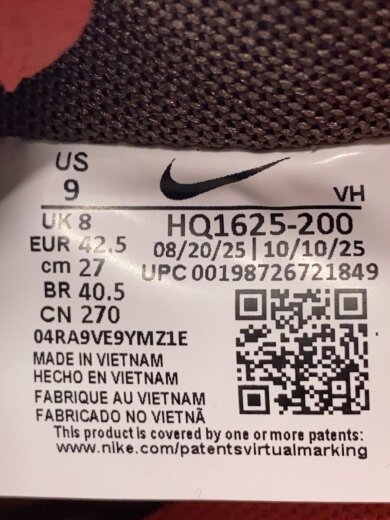 US
9
VH
UK 8
HQ1625-200
EUR 42.5
08/20/25 | 10/10/25
cm 27
UPC 00198726721849
BR 40.5
CN 270
04RA9VE9YMZ1E
MADE IN VIETNAM
HECHO EN VIETNAM
FABRIQUE AU VIETNAM
FABRICADO NO VIETNÃ
This product is covered by one or more patents:
www.nike.com/patentsvirtualmarking